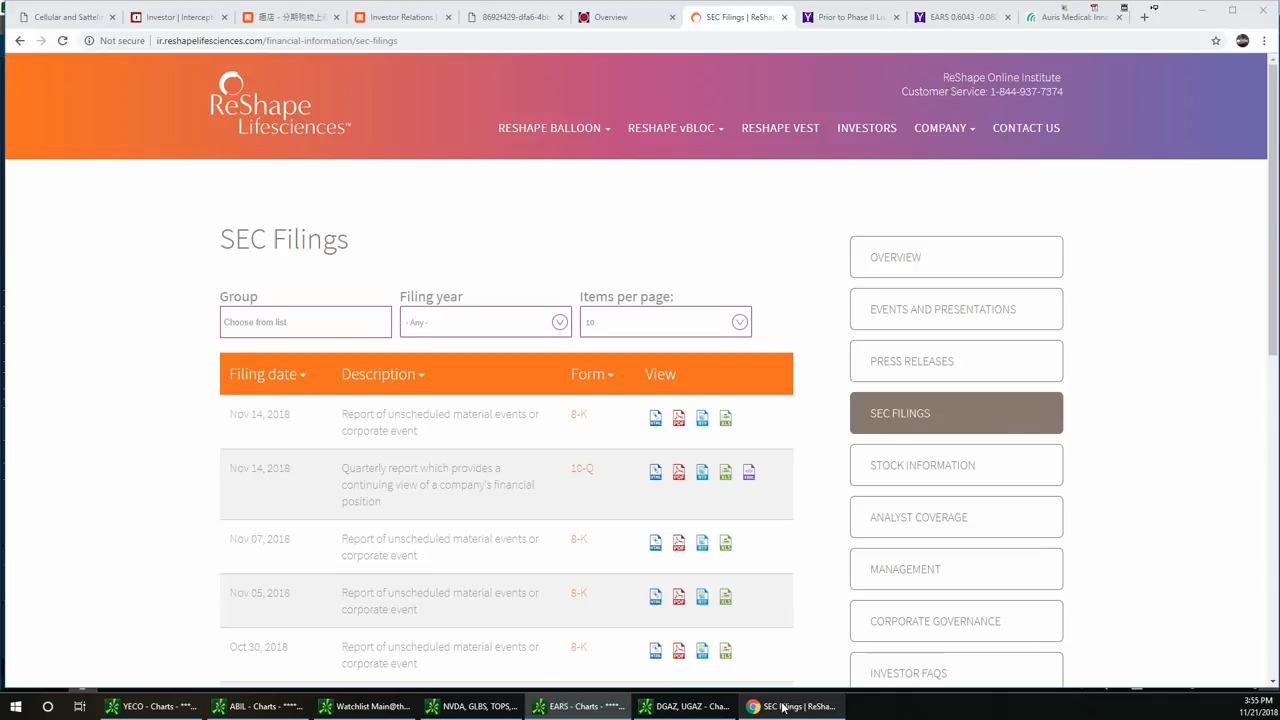 Cellular and Sattel
Investor | Intercept
Investor Relations |
8692f429-dfa6-4b
Overview
SEC Filings | ReSha
Prior to Phase II
EARS 0.6043 -0.08
Auris Medical: Inn
Not secure
ir.reshapelifesciences.com/financial-information/sec-filings
ReShape Online Institute
Customer Service: 1-844-937-7374
ReShape
Lifesciences™
RESHAPE BALLOON RESHAPE vBLOC RESHAPE VEST INVESTORS COMPANY CONTACT US
SEC Filings
Group Filing year Items per page:
Choose from list - Any - 10
Filing date Description Form View
Nov 14, 2018 Report of unscheduled material events or 8-K
corporate event
Nov 14, 2018 Quarterly report which provides a 10-Q
continuing view of a company's financial
position
Nov 07, 2018 Report of unscheduled material events or 8-K
corporate event
Nov 05, 2018 Report of unscheduled material events or 8-K
corporate event
Oct 30, 2018 Report of unscheduled material events or 8-K
corporate event
OVERVIEW
EVENTS AND PRESENTATIONS
PRESS RELEASES
SEC FILINGS
STOCK INFORMATION
ANALYST COVERAGE
MANAGEMENT
CORPORATE GOVERNANCE
INVESTOR FAQS
YECO - Charts - ****...
ABIL - Charts - ****...
Watchlist Main@th...
NVDA, GLBS, TOPS,...
EARS - Charts - ****...
DGAZ, UGAZ - Cha...
SEC Filings | ReSha...
3:55 PM
11/21/2018